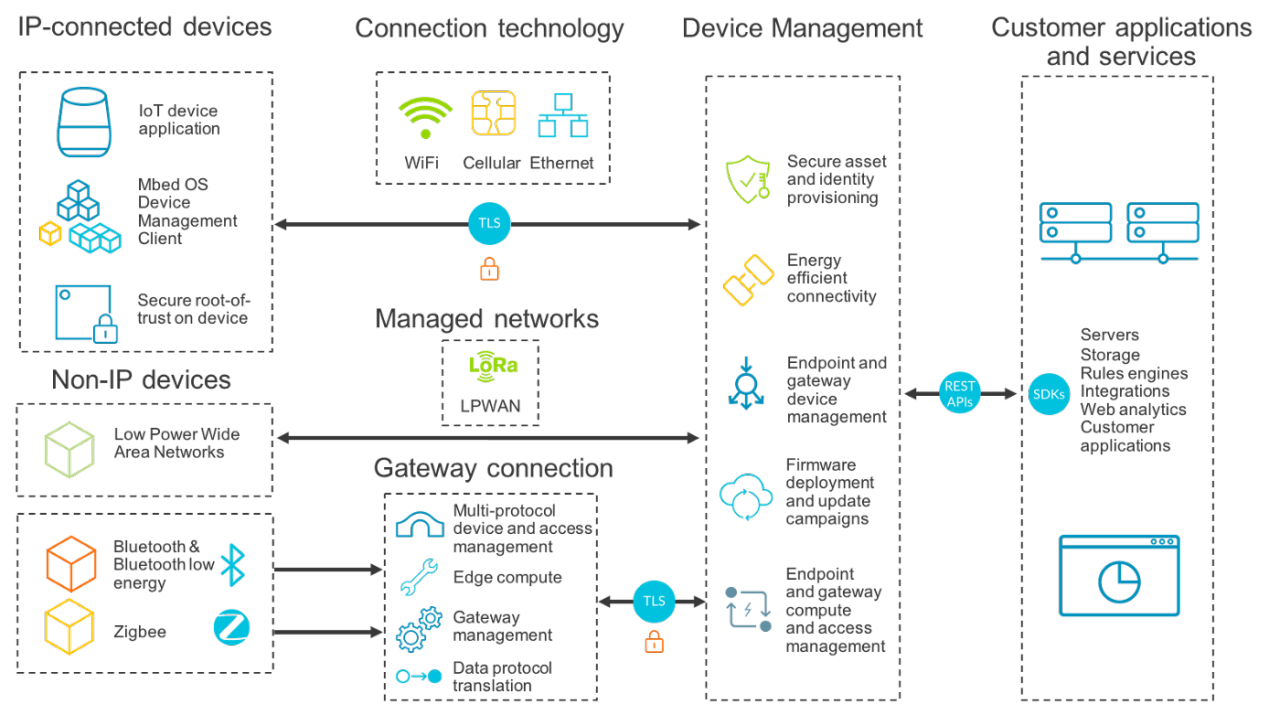 IP-connected devices
IoT device
application
Mbed OS
Device
Management
Client
Secure root-of-
trust on device
Non-IP devices
Low Power Wide
Area Networks
Bluetooth &
Bluetooth low
energy
Zigbee
Connection technology
WiFi
Cellular
Ethernet
TLS
Managed networks
LoRa
LPWAN
Gateway connection
Multi-protocol
device and access
management
Edge compute
Gateway
management
Data protocol
translation
TLS
Device Management
Secure asset
and identity
provisioning
Energy
efficient
connectivity
Endpoint and
gateway
device
management
Firmware
deployment
and update
campaigns
Endpoint
and gateway
compute
and access
management
REST
APIs
Customer applications
and services
SDKs
Servers
Storage
Rules engines
Integrations
Web analytics
Customer
applications